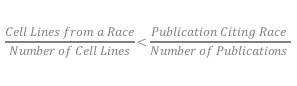 Cell Lines from a Race Publication Citing Race
<
Number of Cell Lines Number of Publications